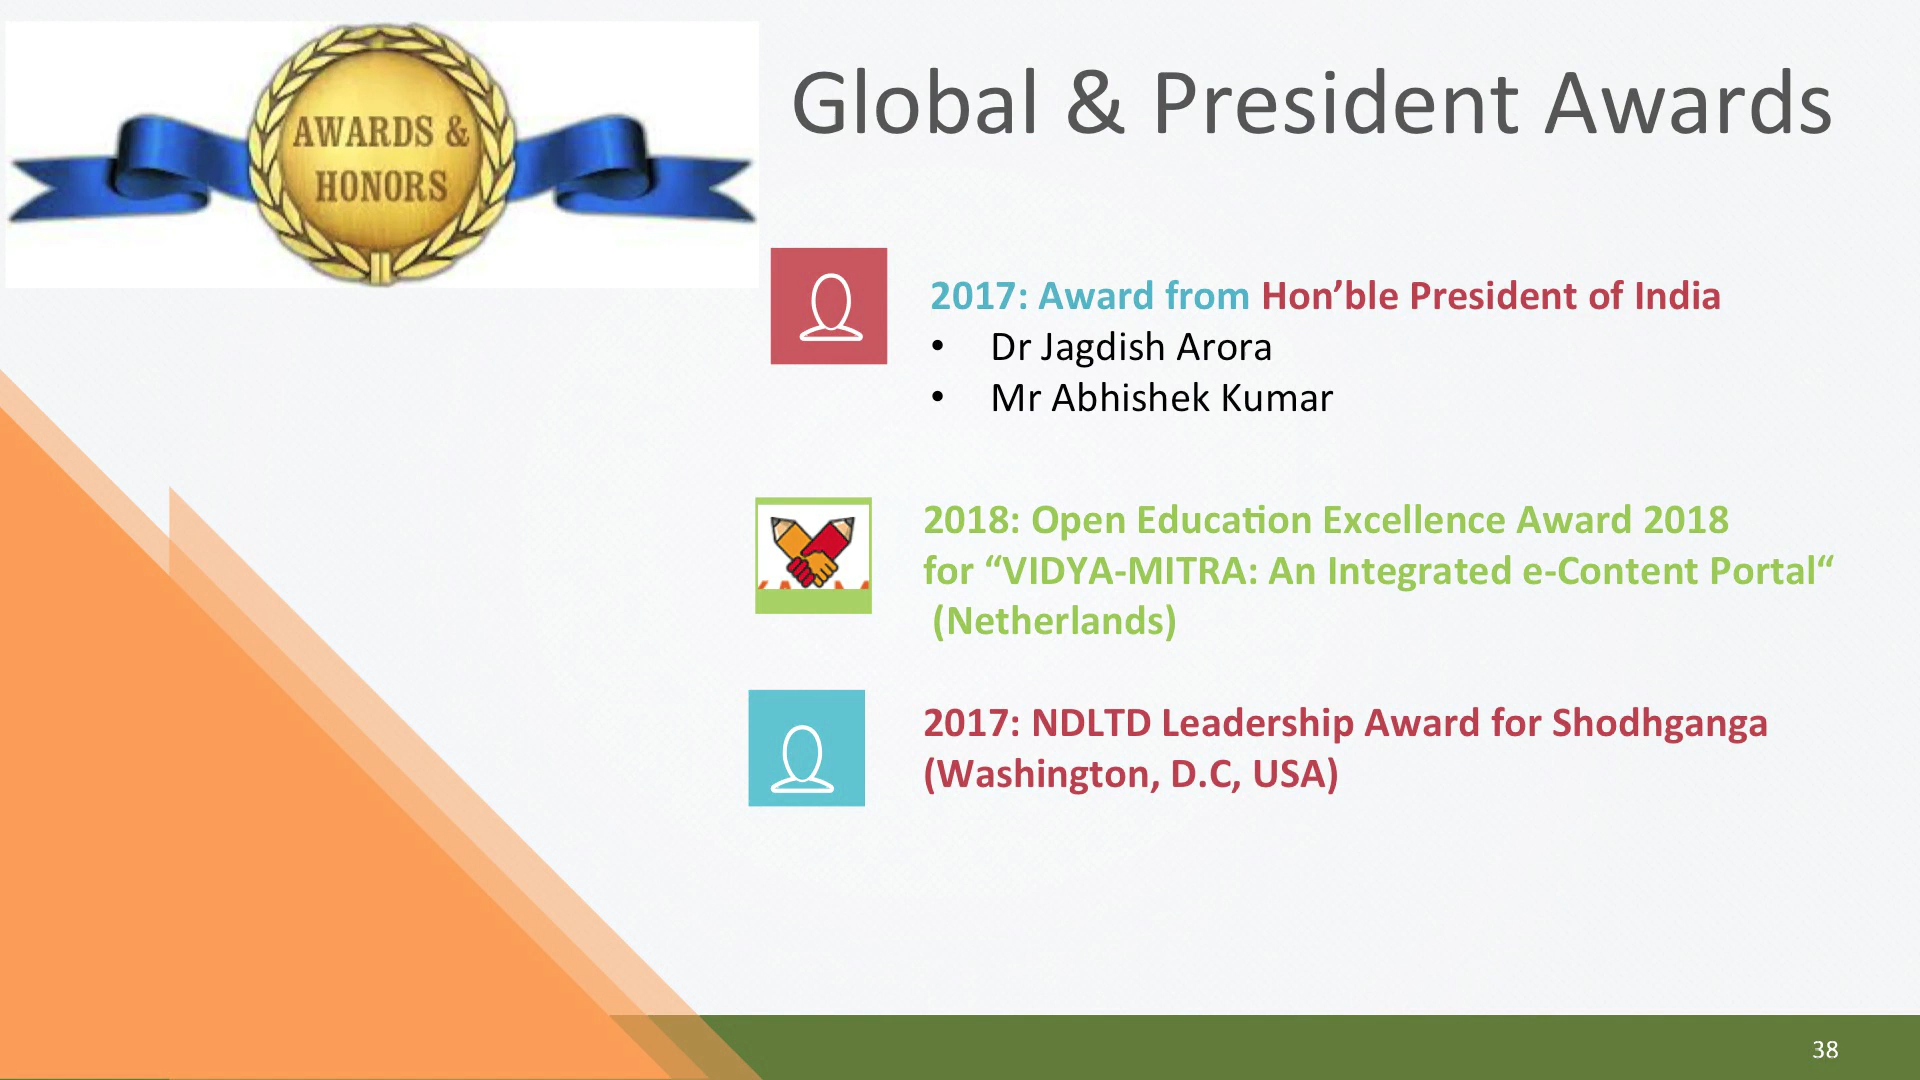 AWARDS &
HONORS
Global & President Awards
2017: Award from Hon’ble President of India
• Dr Jagdish Arora
• Mr Abhishek Kumar
2018: Open Education Excellence Award 2018
for “VIDYA-MITRA: An Integrated e-Content Portal“
(Netherlands)
2017: NDLTD Leadership Award for Shodhganga
(Washington, D.C, USA)
38